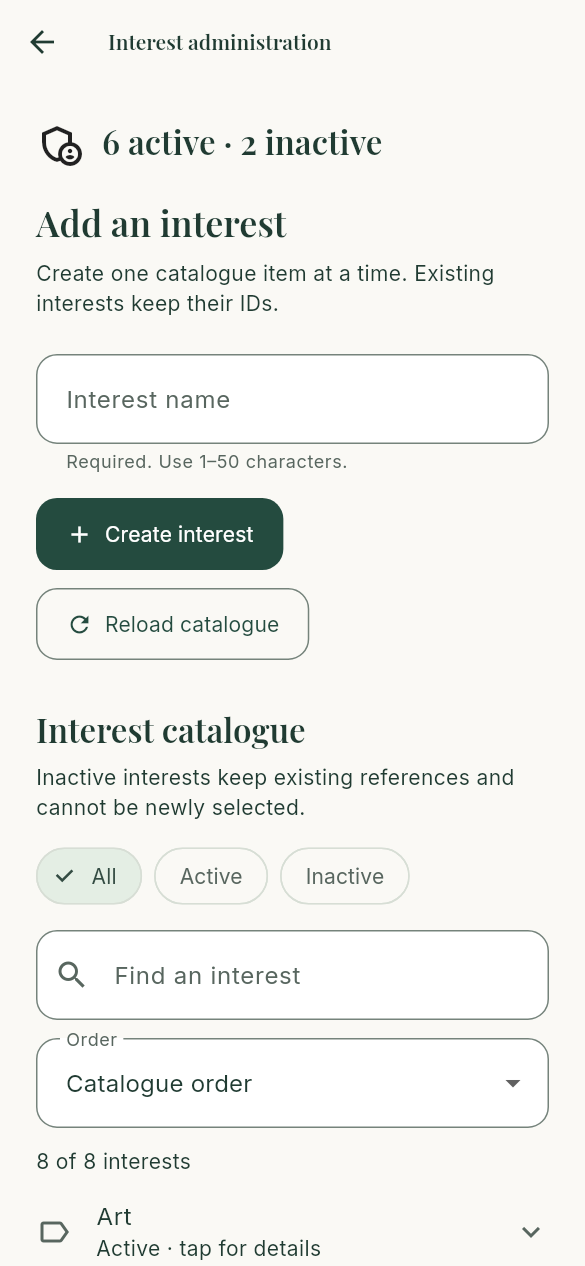 Interest administration
6 active · 2 inactive
Add an interest
Create one catalogue item at a time. Existing
interests keep their IDs.
Interest name
Required. Use 1–50 characters.
Create interest
Reload catalogue
Interest catalogue
Inactive interests keep existing references and
cannot be newly selected.
All Active Inactive
Find an interest
Order
Catalogue order
8 of 8 interests
Art
Active · tap for details